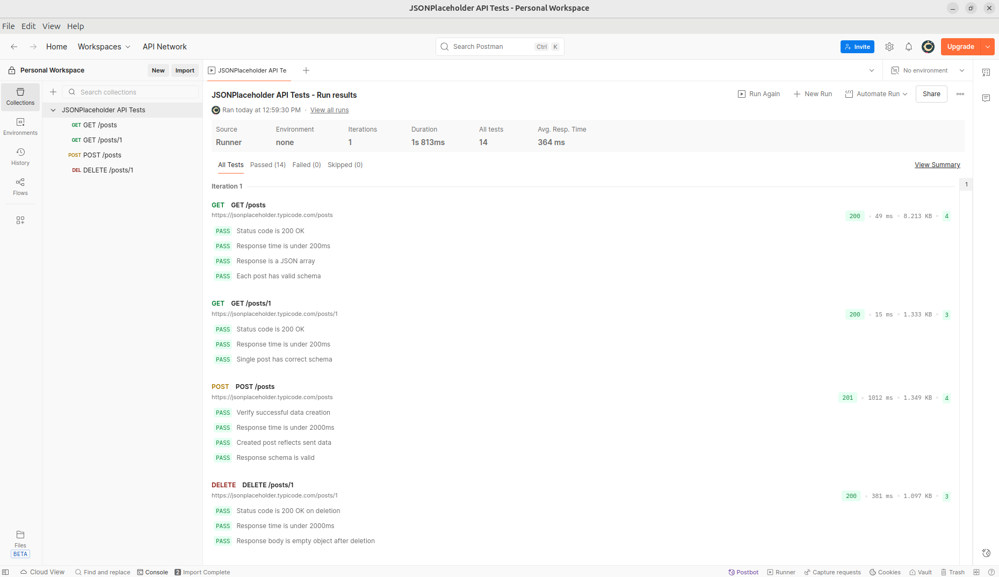 JSONPlaceholder API Tests - Personal Workspace
File Edit View Help
Home Workspaces API Network
Search Postman Ctrl K
Invite Upgrade
Personal Workspace New Import
JSONPlaceholder API Te
No environment
Collections
Environments
History
Flows
Files
BETA
Search collections
JSONPlaceholder API Tests
GET GET /posts
GET GET /posts/1
POST POST /posts
DEL DELETE /posts/1
JSONPlaceholder API Tests - Run results
Run Again New Run Automate Run Share
Ran today at 12:59:30 PM · View all runs
Source Environment Iterations Duration All tests Avg. Resp. Time
Runner none 1 1s 813ms 14 364 ms
All Tests Passed (14) Failed (0) Skipped (0) View Summary
Iteration 1
1
GET GET /posts
https://jsonplaceholder.typicode.com/posts
200 • 49 ms • 8.213 KB • 4
PASS Status code is 200 OK
PASS Response time is under 200ms
PASS Response is a JSON array
PASS Each post has valid schema
GET GET /posts/1
https://jsonplaceholder.typicode.com/posts/1
200 • 15 ms • 1.333 KB • 3
PASS Status code is 200 OK
PASS Response time is under 200ms
PASS Single post has correct schema
POST POST /posts
https://jsonplaceholder.typicode.com/posts
201 • 1012 ms • 1.349 KB • 4
PASS Verify successful data creation
PASS Response time is under 2000ms
PASS Created post reflects sent data
PASS Response schema is valid
DELETE DELETE /posts/1
https://jsonplaceholder.typicode.com/posts/1
200 • 381 ms • 1.097 KB • 3
PASS Status code is 200 OK on deletion
PASS Response time is under 2000ms
PASS Response body is empty object after deletion
Cloud View Find and replace Console 2 Import Complete
Postbot Runner Capture requests Cookies Vault Trash